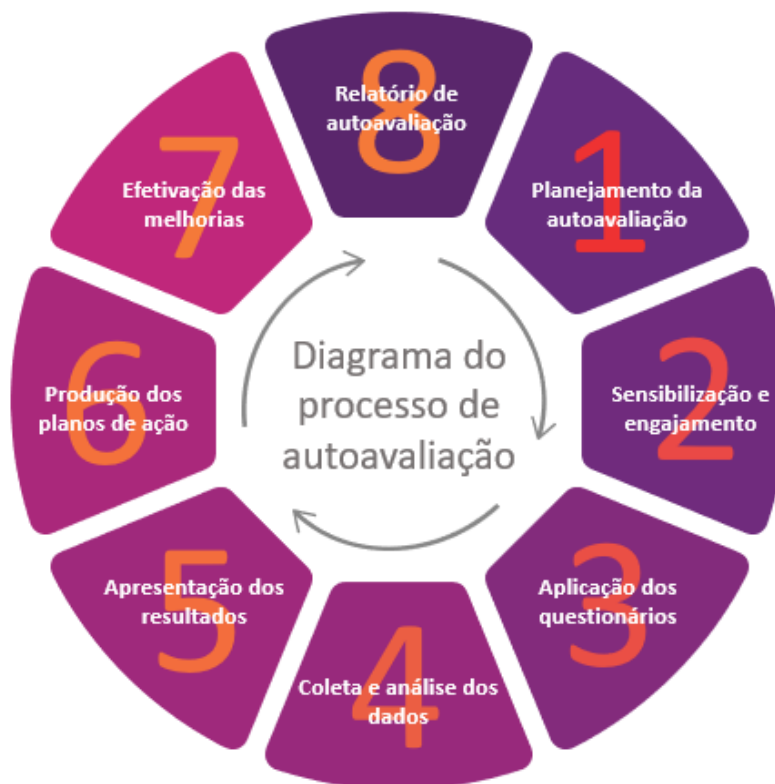 8
Relatório de
autoavaliação
1
Planejamento da
autoavaliação
2
Sensibilização e
engajamento
3
Aplicação dos
questionários
4
Coleta e análise dos
dados
5
Apresentação dos
resultados
6
Produção dos
planos de ação
7
Efetivação das
melhorias
Diagrama do
processo de
autoavaliação